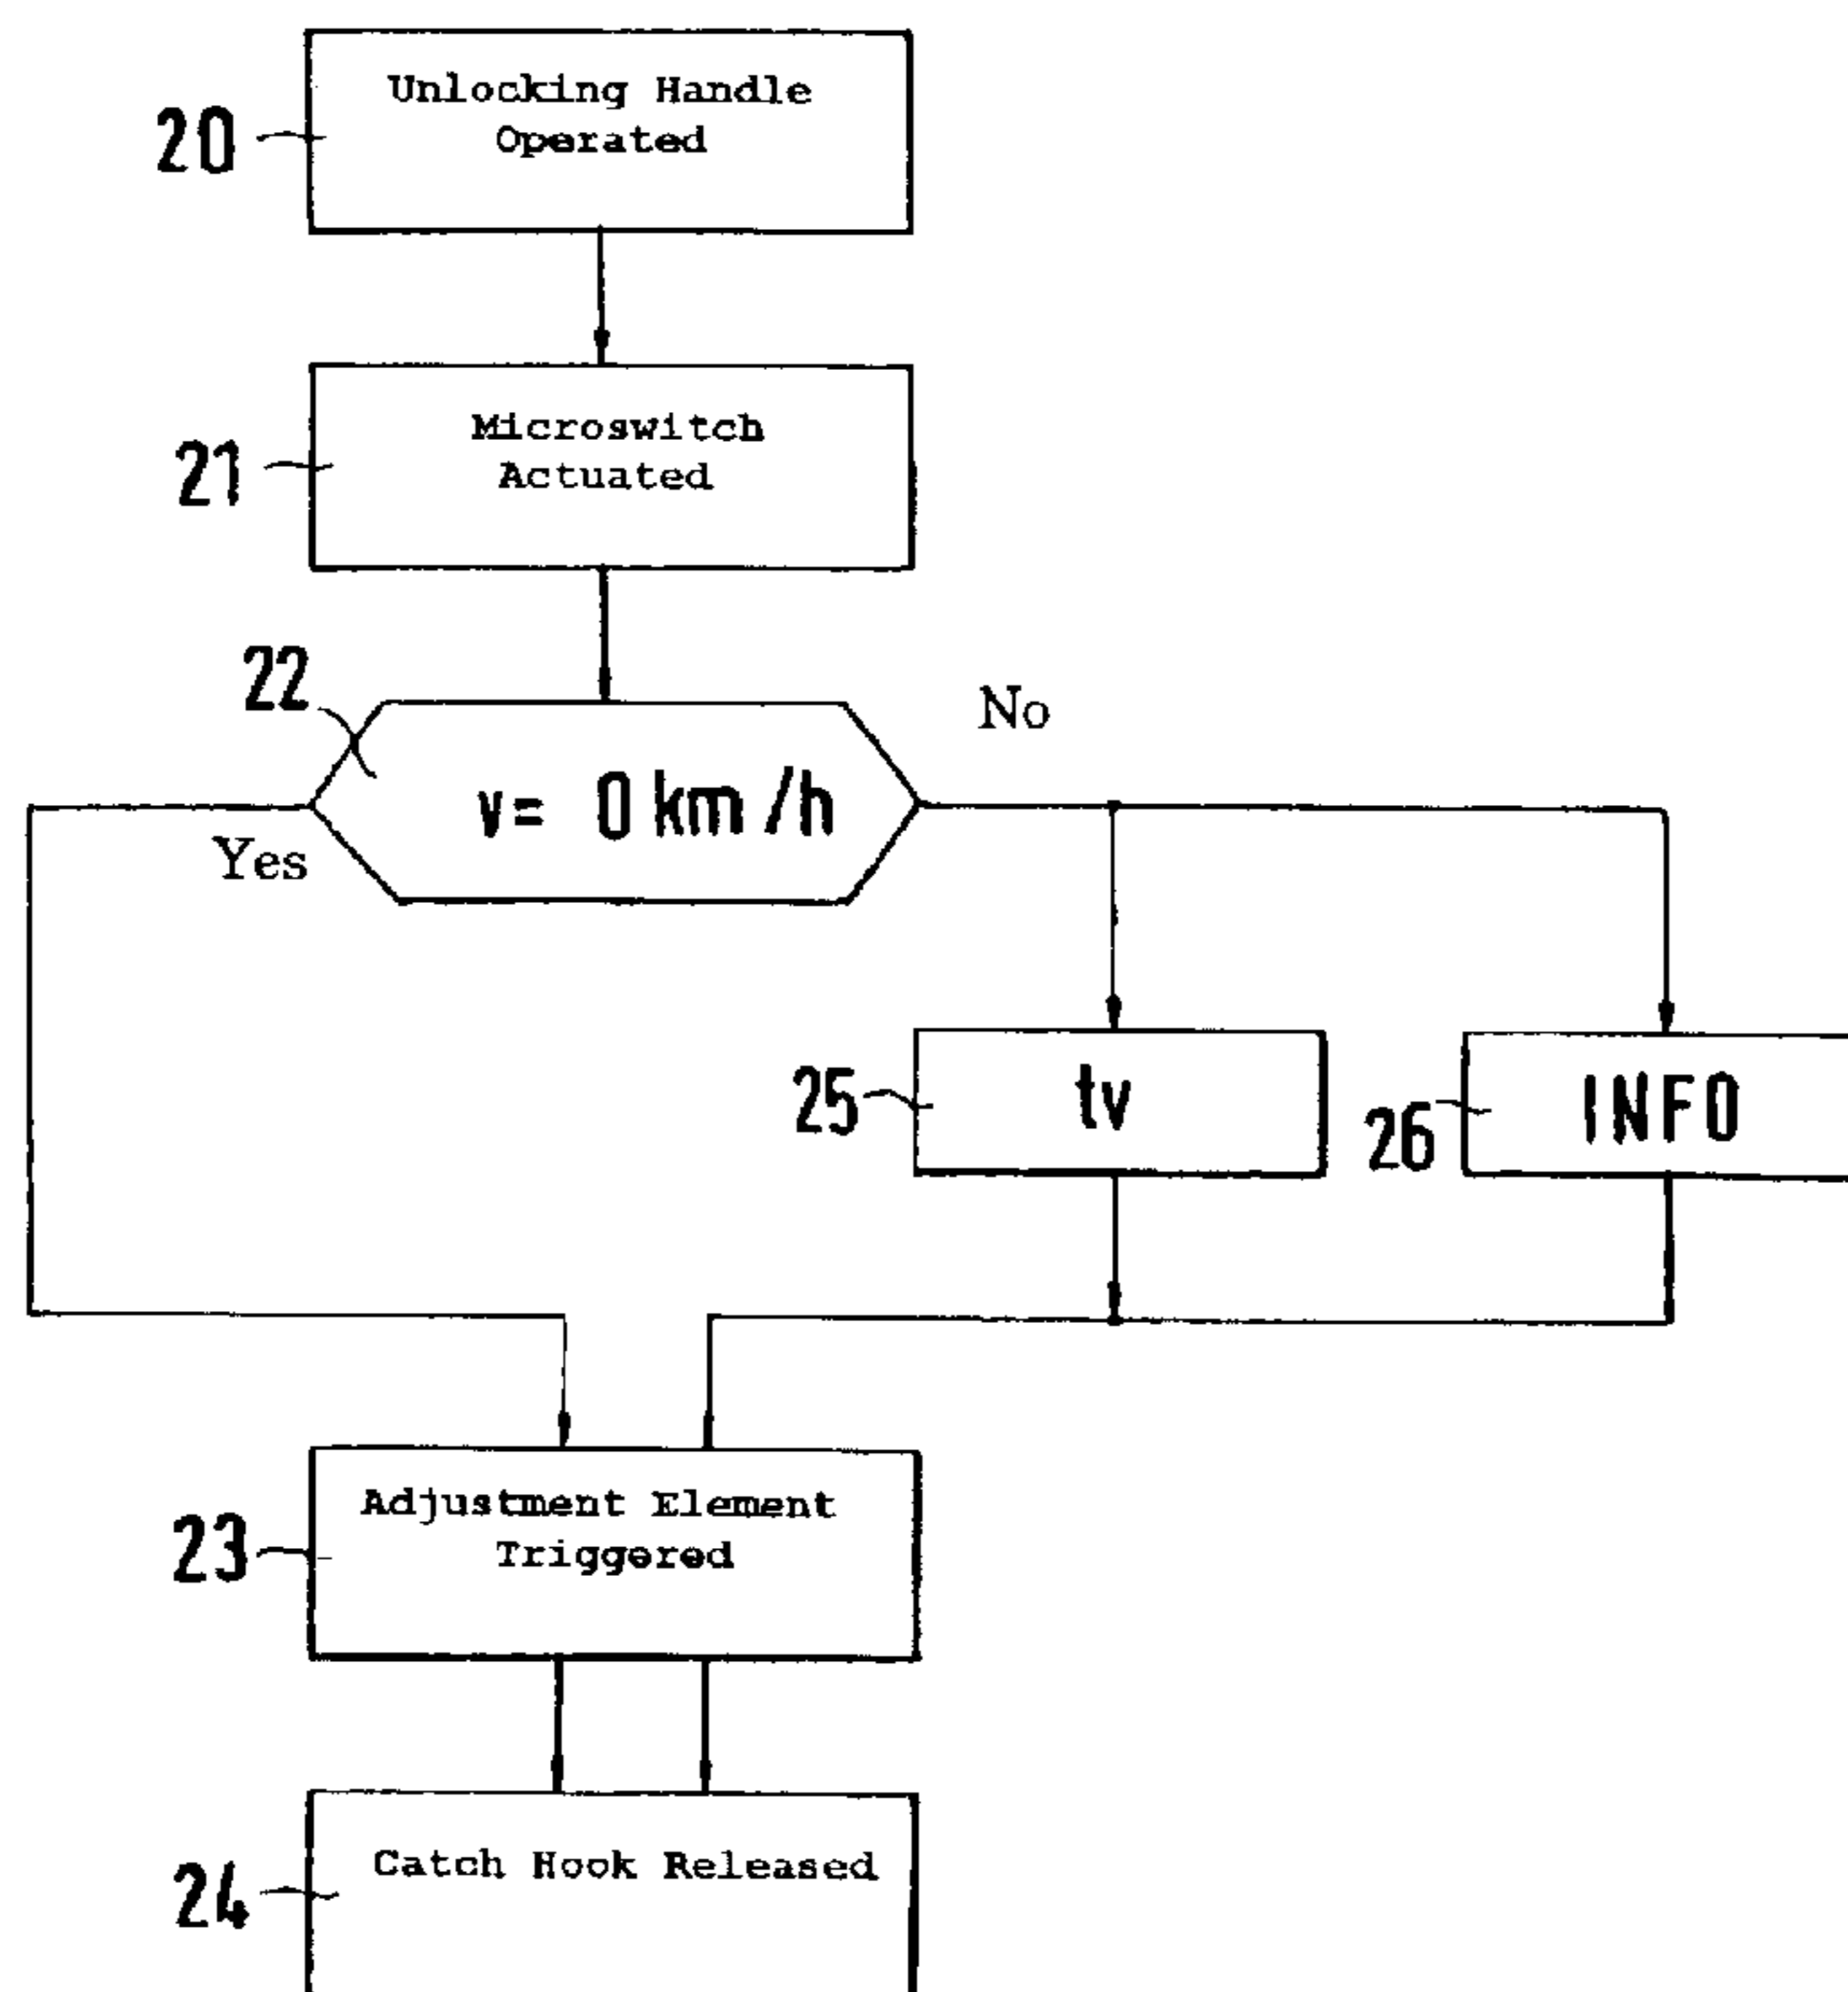 Unlocking Handle
Operated
20
Microswitch
Actuated
21
22
No
v= 0 km/h
Yes
25
tv
26
INFO
Adjustment Element
Triggered
23
Catch Hook Released
24